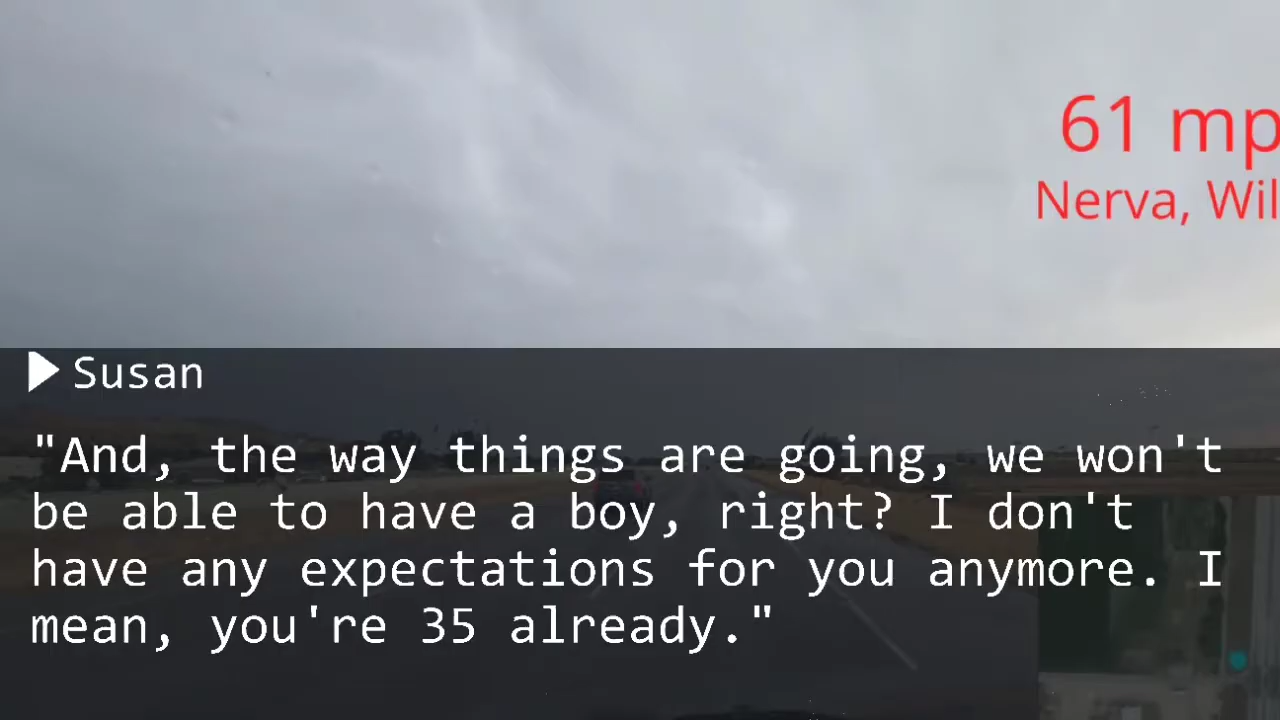 61 mp
Nerva, Wil
Susan
"And, the way things are going, we won't
be able to have a boy, right? I don't
have any expectations for you anymore. I
mean, you're 35 already."